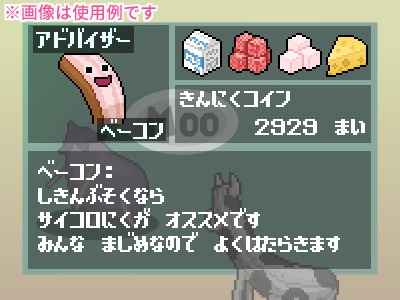 ※画像は使用例です
アドバイザー
ベーコン
きんにくコイン
2929 まい
MOO
ベーコン：
しきんぶそくなら
サイコロにくが オススメです
みんな まじめなので よくはたらきます